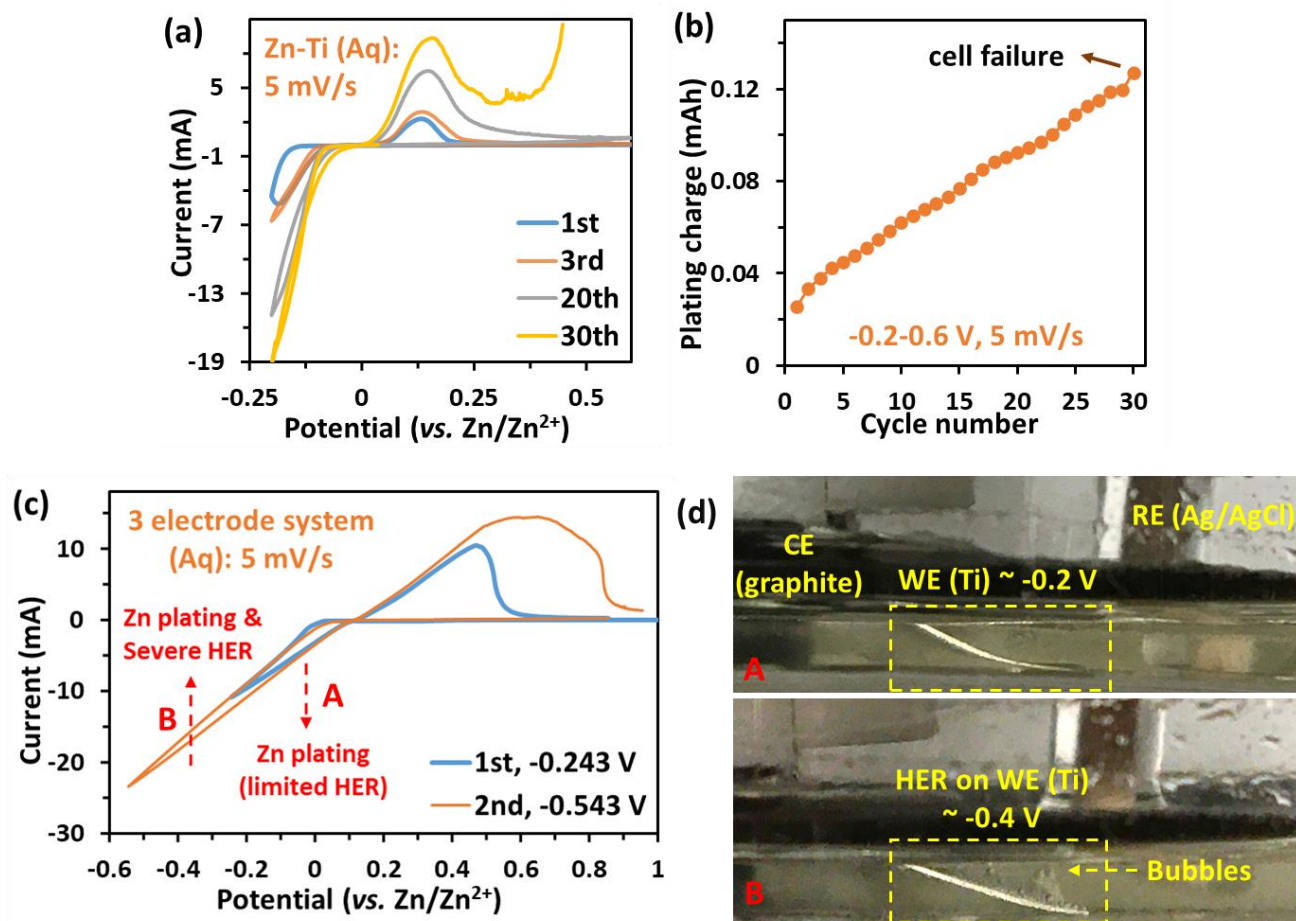 (a)
Zn-Ti (Aq):
5 mV/s
Current (mA)
5
-1
-7
-13
-19
-0.25
0
0.25
0.5
Potential (vs. Zn/Zn²⁺)
1st
3rd
20th
30th
(b)
cell failure
Plating charge (mAh)
0.12
0.08
0.04
0
0
5
10
15
20
25
30
Cycle number
-0.2-0.6 V, 5 mV/s
(c)
3 electrode system
(Aq): 5 mV/s
Current (mA)
10
0
-10
-20
-30
Zn plating &
Severe HER
B
A
Zn plating
(limited HER)
1st, -0.243 V
2nd, -0.543 V
-0.6
-0.4
-0.2
0
0.2
0.4
0.6
0.8
1
Potential (vs. Zn/Zn²⁺)
(d)
RE (Ag/AgCl)
CE
(graphite)
WE (Ti) ~ -0.2 V
A
HER on WE (Ti)
~ -0.4 V
Bubbles
B